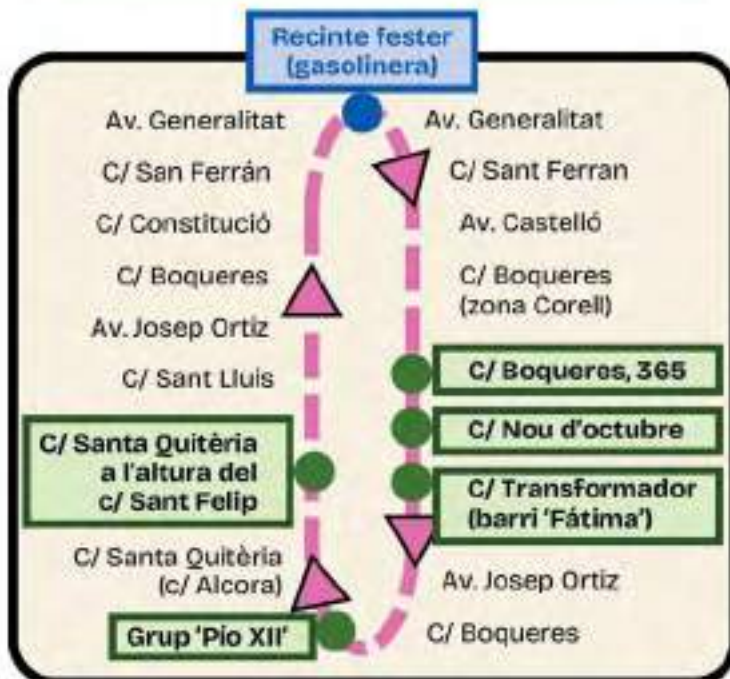 Recinte fester
(gasolinera)
Av. Generalitat
C/ San Ferrán
C/ Constitució
C/ Boqueres
Av. Josep Ortiz
C/ Sant Lluis
C/ Santa Quitèria
a l'altura del
c/ Sant Felip
C/ Santa Quitèria
(c/ Alcora)
Grup 'Pío XII'
Av. Generalitat
C/ Sant Ferran
Av. Castelló
C/ Boqueres
(zona Corell)
C/ Boqueres, 365
C/ Nou d'octubre
C/ Transformador
(barri 'Fátima')
Av. Josep Ortiz
C/ Boqueres